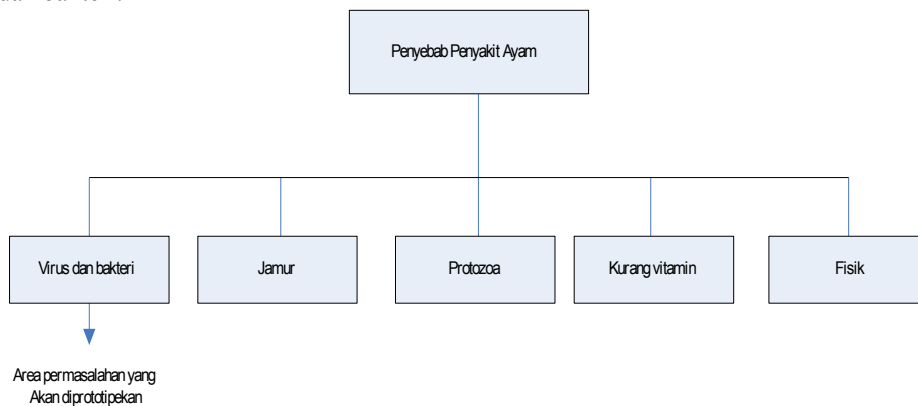 Penyebab Penyakit Ayam
Virus dan bakteri
Jamur
Protozoa
Kurang vitamin
Fisik
Area permasalahan yang
Akan diprototipekan